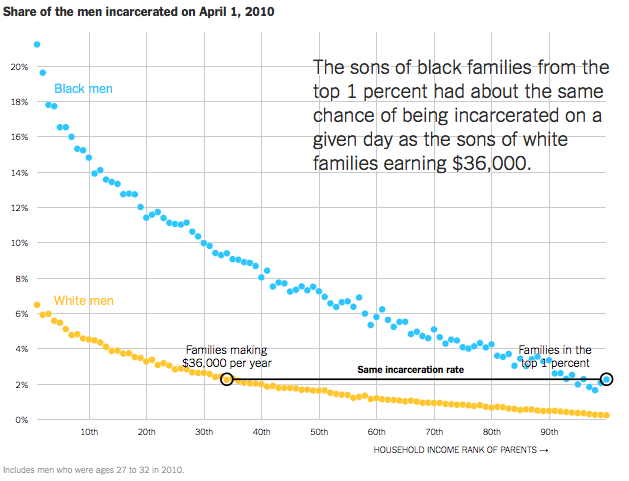 Share of the men incarcerated on April 1, 2010
20%
18%
16%
14%
12%
10%
8%
6%
4%
2%
0%
Black men
The sons of black families from the
top 1 percent had about the same
chance of being incarcerated on a
given day as the sons of white
families earning $36,000.
White men
Families making
$36,000 per year
Same incarceration rate
Families in the
top 1 percent
10th
20th
30th
40th
50th
60th
70th
80th
90th
HOUSEHOLD INCOME RANK OF PARENTS →
Includes men who were ages 27 to 32 in 2010.